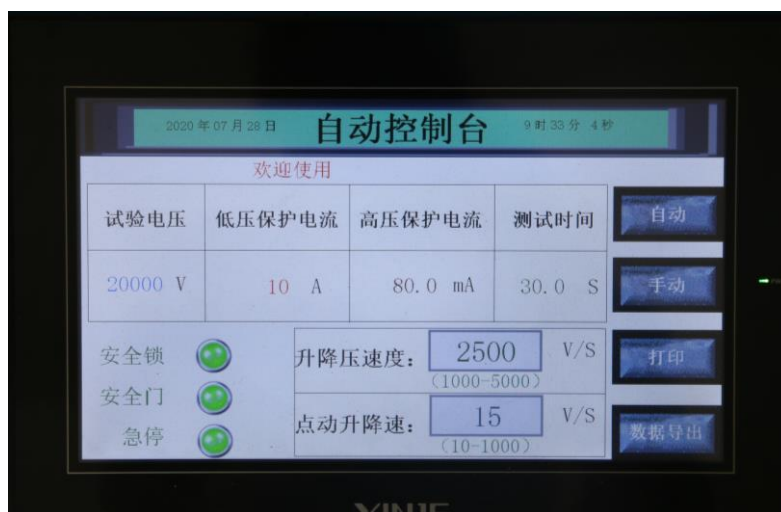 2020 年 07 月 28 日 自动控制台 9 时 33 分 4 秒
欢迎使用
试验电压 低压保护电流 高压保护电流 测试时间 自动
20000 V 10 A 80.0 mA 30.0 S 手动
安全锁 升降压速度： 2500 V/S 打印
(1000-5000)
安全门
点动升降速： 15 V/S
急停 数据导出
(10-1000)
XINJE